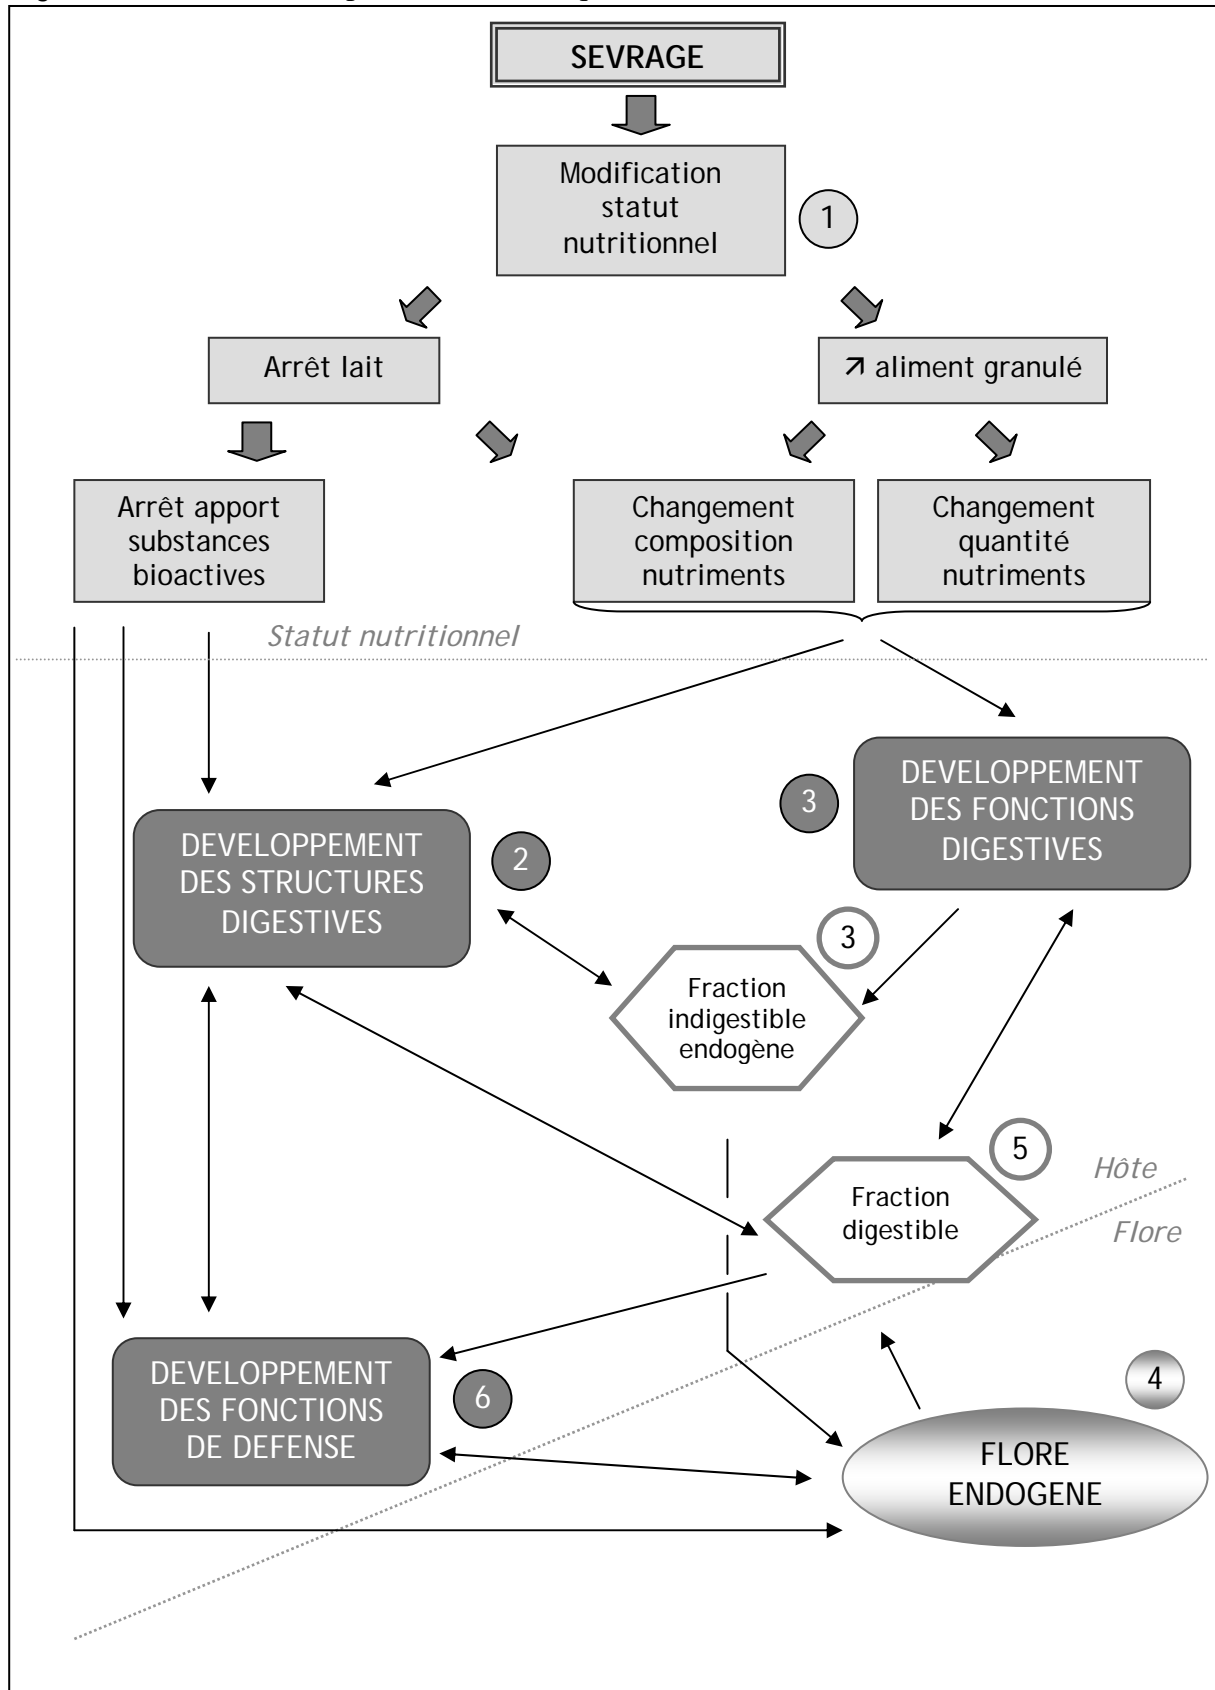 SEVRAGE
Modification
statut
nutritionnel
1
Arrêt lait
↗ aliment granulé
Arrêt apport
substances
bioactives
Changement
composition
nutriments
Changement
quantité
nutriments
Statut nutritionnel
DEVELOPPEMENT
DES FONCTIONS
DIGESTIVES
3
DEVELOPPEMENT
DES STRUCTURES
DIGESTIVES
2
3
Fraction
indigestible
endogène
5
Fraction
digestible
Hôte
Flore
DEVELOPPEMENT
DES FONCTIONS
DE DEFENSE
6
4
FLORE
ENDOGENE